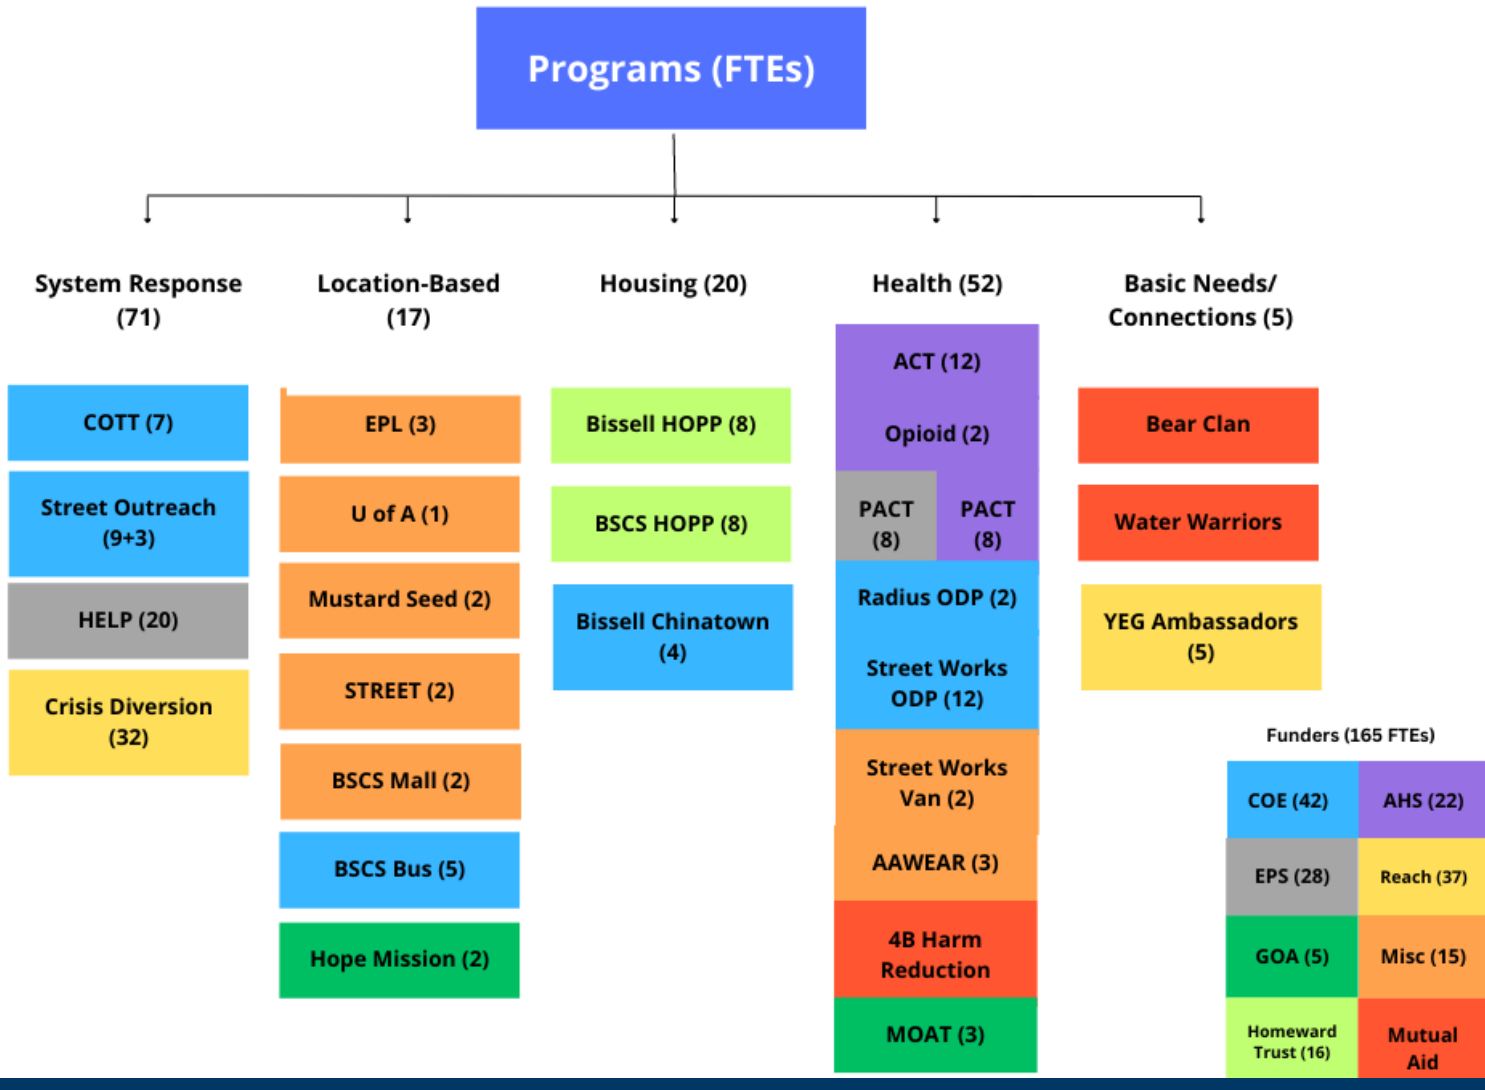 Programs (FTEs)
System Response
(71)
COTT (7)
Street Outreach
(9+3)
HELP (20)
Crisis Diversion
(32)
Location-Based
(17)
EPL (3)
U of A (1)
Mustard Seed (2)
STREET (2)
BSCS Mall (2)
BSCS Bus (5)
Hope Mission (2)
Housing (20)
Bissell HOPP (8)
BSCS HOPP (8)
Bissell Chinatown
(4)
Health (52)
ACT (12)
Opioid (2)
PACT
(8)
PACT
(8)
Radius ODP (2)
Street Works
ODP (12)
Street Works
Van (2)
AAWEAR (3)
4B Harm
Reduction
MOAT (3)
Basic Needs/
Connections (5)
Bear Clan
Water Warriors
YEG Ambassadors
(5)
Funders (165 FTEs)
COE (42)
AHS (22)
EPS (28)
Reach (37)
GOA (5)
Misc (15)
Homeward
Trust (16)
Mutual
Aid